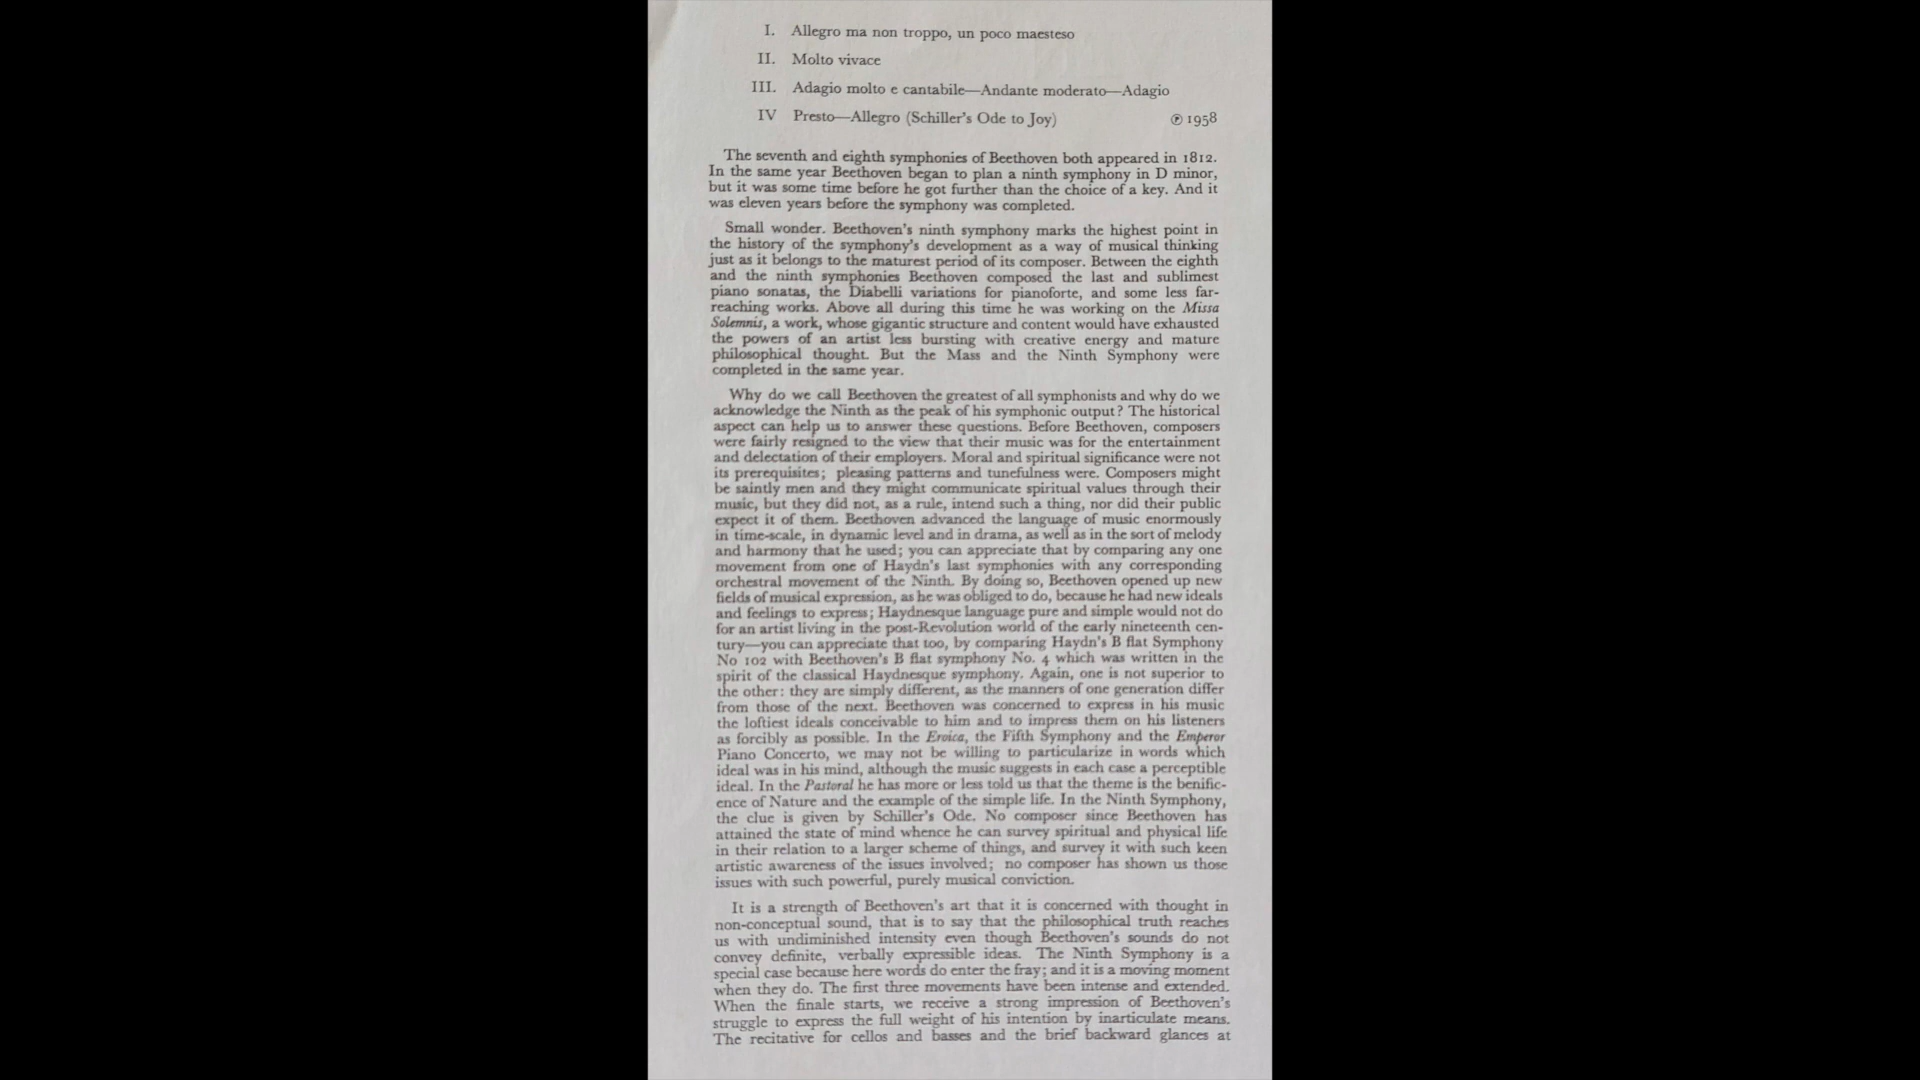 I. Allegro ma non troppo, un poco maesteso
II. Molto vivace
III. Adagio molto e cantabile—Andante moderato—Adagio
IV Presto—Allegro (Schiller's Ode to Joy) ℗ 1958
The seventh and eighth symphonies of Beethoven both appeared in 1812.
In the same year Beethoven began to plan a ninth symphony in D minor,
but it was some time before he got further than the choice of a key. And it
was eleven years before the symphony was completed.
Small wonder. Beethoven's ninth symphony marks the highest point in
the history of the symphony's development as a way of musical thinking
just as it belongs to the maturest period of its composer. Between the eighth
and the ninth symphonies Beethoven composed the last and sublimest
piano sonatas, the Diabelli variations for pianoforte, and some less far-
reaching works. Above all during this time he was working on the Missa
Solemnis, a work, whose gigantic structure and content would have exhausted
the powers of an artist less bursting with creative energy and mature
philosophical thought. But the Mass and the Ninth Symphony were
completed in the same year.
Why do we call Beethoven the greatest of all symphonists and why do we
acknowledge the Ninth as the peak of his symphonic output? The historical
aspect can help us to answer these questions. Before Beethoven, composers
were fairly resigned to the view that their music was for the entertainment
and delectation of their employers. Moral and spiritual significance were not
its prerequisites; pleasing patterns and tunefulness were. Composers might
be saintly men and they might communicate spiritual values through their
music, but they did not, as a rule, intend such a thing, nor did their public
expect it of them. Beethoven advanced the language of music enormously
in time-scale, in dynamic level and in drama, as well as in the sort of melody
and harmony that he used; you can appreciate that by comparing any one
movement from one of Haydn's last symphonies with any corresponding
orchestral movement of the Ninth. By doing so, Beethoven opened up new
fields of musical expression, as he was obliged to do, because he had new ideals
and feelings to express; Haydnesque language pure and simple would not do
for an artist living in the post-Revolution world of the early nineteenth cen-
tury—you can appreciate that too, by comparing Haydn's B flat Symphony
No 102 with Beethoven's B flat symphony No. 4 which was written in the
spirit of the classical Haydnesque symphony. Again, one is not superior to
the other: they are simply different, as the manners of one generation differ
from those of the next. Beethoven was concerned to express in his music
the loftiest ideals conceivable to him and to impress them on his listeners
as forcibly as possible. In the Eroica, the Fifth Symphony and the Emperor
Piano Concerto, we may not be willing to particularize in words which
ideal was in his mind, although the music suggests in each case a perceptible
ideal. In the Pastoral he has more or less told us that the theme is the benific-
ence of Nature and the example of the simple life. In the Ninth Symphony,
the clue is given by Schiller's Ode. No composer since Beethoven has
attained the state of mind whence he can survey spiritual and physical life
in their relation to a larger scheme of things, and survey it with such keen
artistic awareness of the issues involved; no composer has shown us those
issues with such powerful, purely musical conviction.
It is a strength of Beethoven's art that it is concerned with thought in
non-conceptual sound, that is to say that the philosophical truth reaches
us with undiminished intensity even though Beethoven's sounds do not
convey definite, verbally expressible ideas. The Ninth Symphony is a
special case because here words do enter the fray; and it is a moving moment
when they do. The first three movements have been intense and extended.
When the finale starts, we receive a strong impression of Beethoven's
struggle to express the full weight of his intention by inarticulate means.
The recitative for cellos and basses and the brief backward glances at